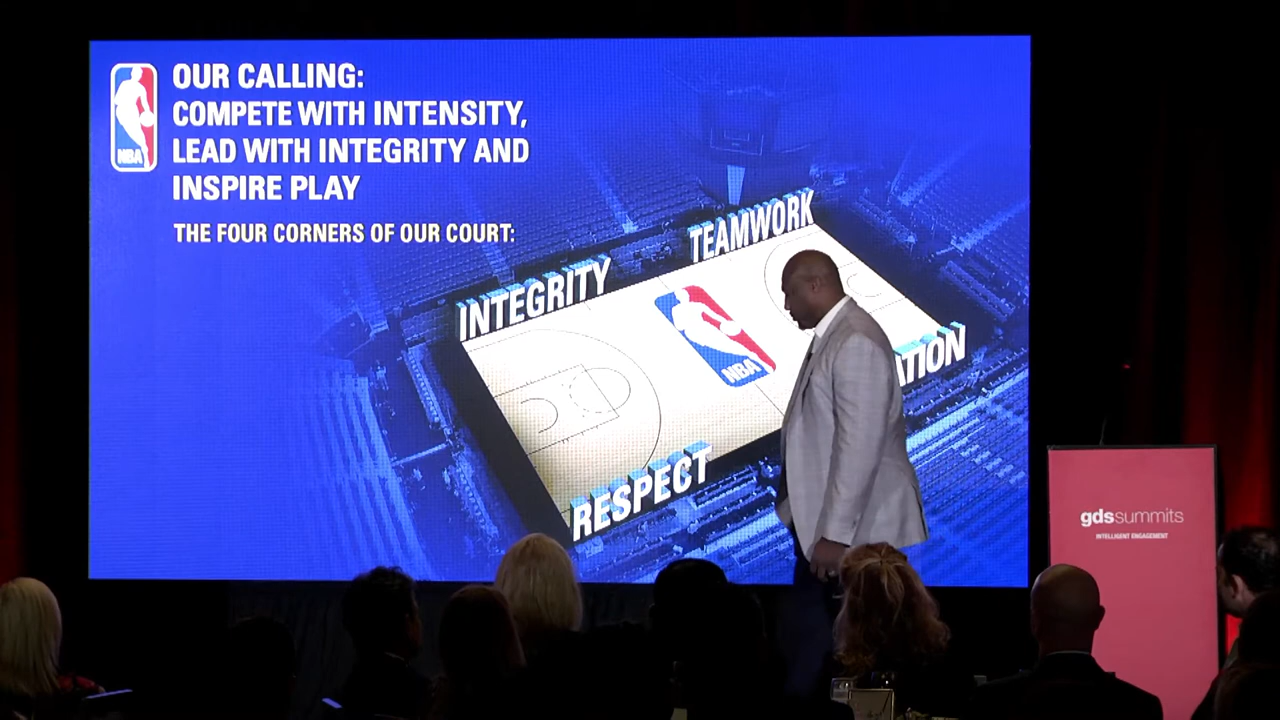 OUR CALLING:
COMPETE WITH INTENSITY,
LEAD WITH INTEGRITY AND
INSPIRE PLAY
NBA
THE FOUR CORNERS OF OUR COURT:
TEAMWORK
INTEGRITY
NBA
ATION
RESPECT
gdssummits
INTELLIGENT ENGAGEMENT